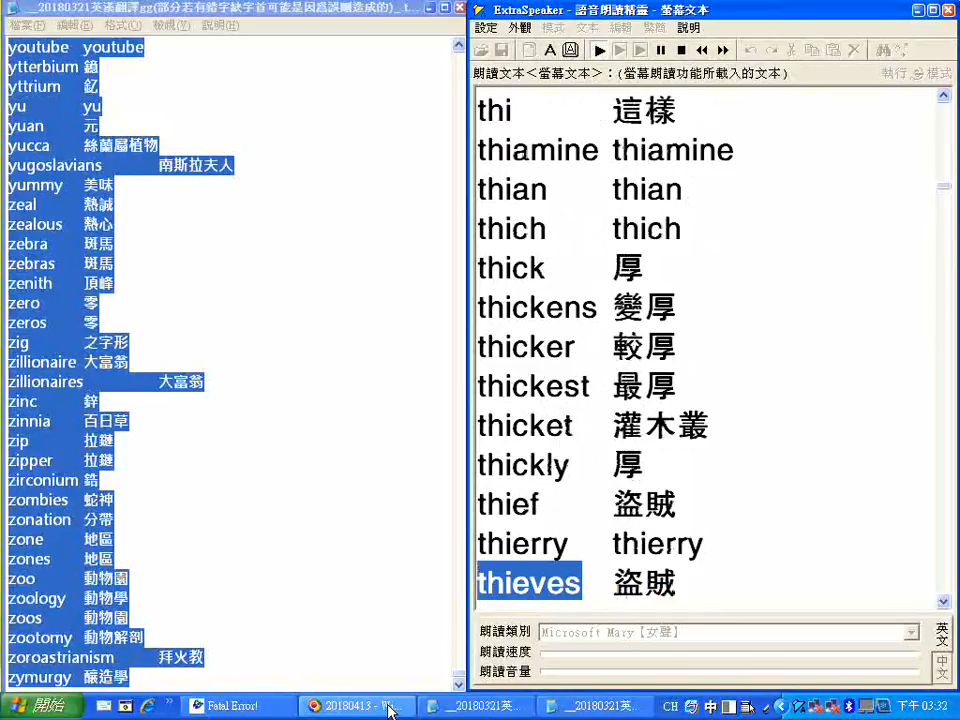 __20180321英漢翻譯gg(部分若有錯字缺字首可能是因為誤刪造成的)_t...
檔案(F) 編輯(E) 格式(O) 檢視(V) 說明(H)
youtube youtube
ytterbium 鐿
yttrium 釔
yu yu
yuan 元
yucca 絲蘭屬植物
yugoslavians 南斯拉夫人
yummy 美味
zeal 熱誠
zealous 熱心
zebra 斑馬
zebras 斑馬
zenith 頂峰
zero 零
zeros 零
zig 之字形
zillionaire 大富翁
zillionaires 大富翁
zinc 鋅
zinnia 百日草
zip 拉鏈
zipper 拉鏈
zirconium 鋯
zombies 蛇神
zonation 分帶
zone 地區
zones 地區
zoo 動物園
zoology 動物學
zoos 動物園
zootomy 動物解剖
zoroastrianism 拜火教
zymurgy 釀造學
ExtraSpeaker - 語音朗讀精靈 - 螢幕文本
設定 外觀 模式 文本 編輯 繁簡 說明
朗讀文本<螢幕文本>：(螢幕朗讀功能所載入的文本) 執行 模式
thi 這樣
thiamine thiamine
thian thian
thich thich
thick 厚
thickens 變厚
thicker 較厚
thickest 最厚
thicket 灌木叢
thickly 厚
thief 盜賊
thierry thierry
thieves 盜賊
朗讀類別 Microsoft Mary【女聲】
朗讀速度
朗讀音量
英文
中文
開始 Fatal Error! 20180413 - Wi... __20180321英... __20180321英... CH 中 下午 03:32